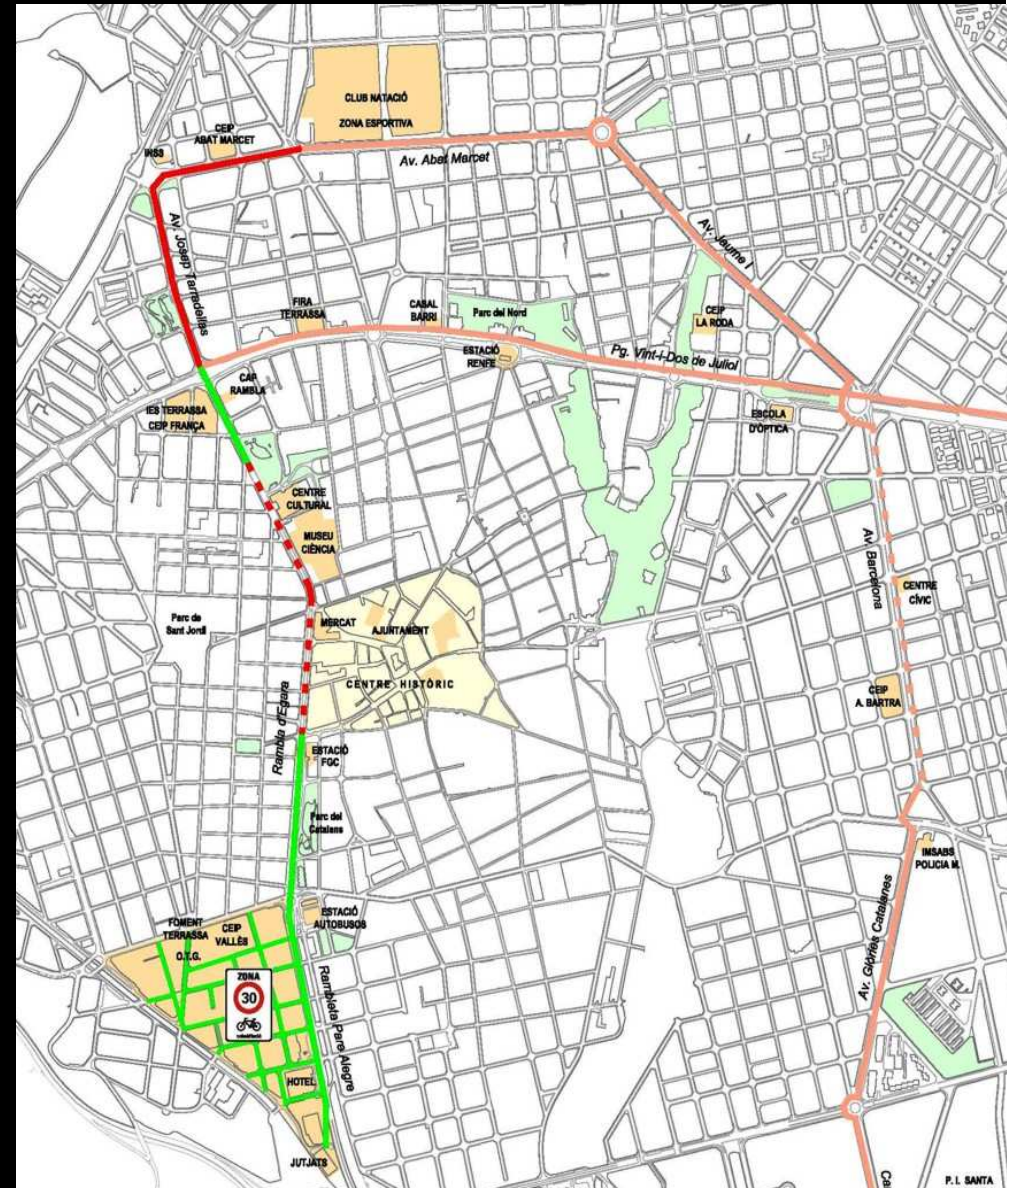 CLUB NATACIÓ
ZONA ESPORTIVA
CEIP
ABAT MARCET
INSS
Av. Abat Marcet
Av. Josep Tarradellas
Av. Jaume I
FIRA
TERRASSA
CASAL
BARRI
Parc del Nord
CEIP
LA RODA
ESTACIÓ
RENFE
Pg. Vint-i-Dos de Juliol
CAP
RAMBLA
IES TERRASSA
CEIP FRANÇA
ESCOLA
D'ÒPTICA
CENTRE
CULTURAL
MUSEU
CIÈNCIA
Av. Barcelona
CENTRE
CÍVIC
Parc de
Sant Jordi
MERCAT
AJUNTAMENT
CENTRE HISTÒRIC
CEIP
A. BARTRA
Rambla d'Egara
ESTACIÓ
FGC
Parc dels
Catalans
IMSABS
POLICIA M.
Av. Glòries Catalanes
FOMENT
TERRASSA
CEIP
VALLÈS
O.T.G.
ESTACIÓ
AUTOBUSOS
ZONA
30
Rambleta Pare Alegre
HOTEL
JUTJATS
P. I. SANTA